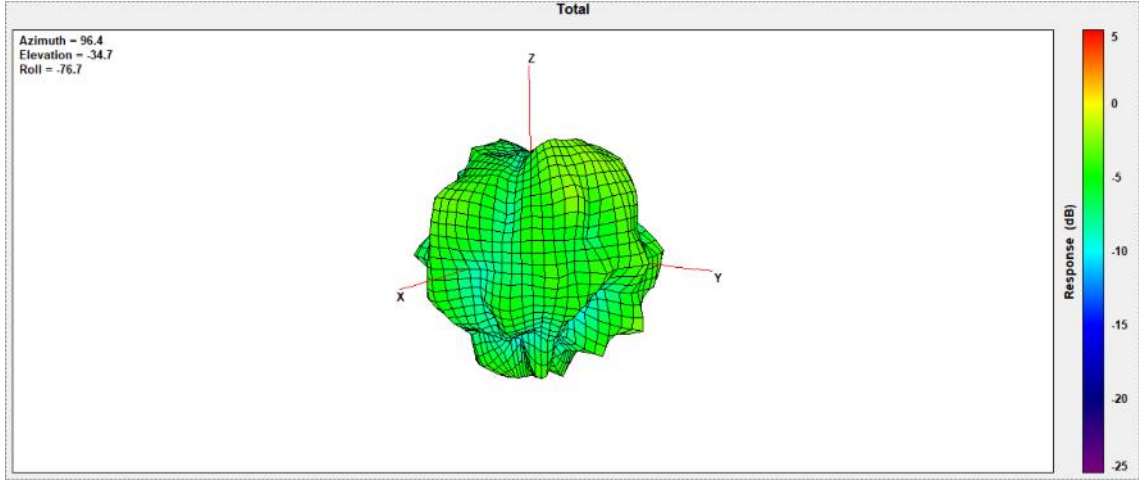 Total
Azimuth = 96.4
Elevation = -34.7
Roll = -76.7
Z
X
Y
5
0
-5
-10
-15
-20
-25
Response (dB)